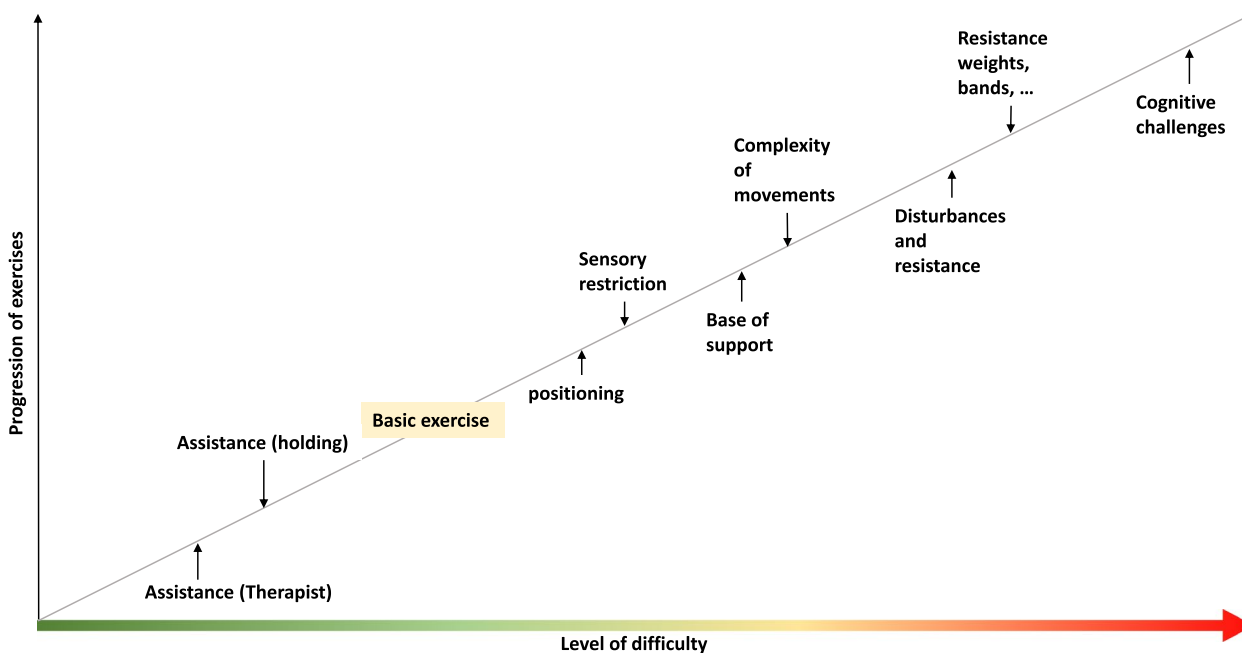 Resistance
weights,
bands, ...
Cognitive
challenges
Complexity
of
movements
Disturbances
and
resistance
Sensory
restriction
Base of
support
positioning
Basic exercise
Assistance (holding)
Assistance (Therapist)
Progression of exercises
Level of difficulty